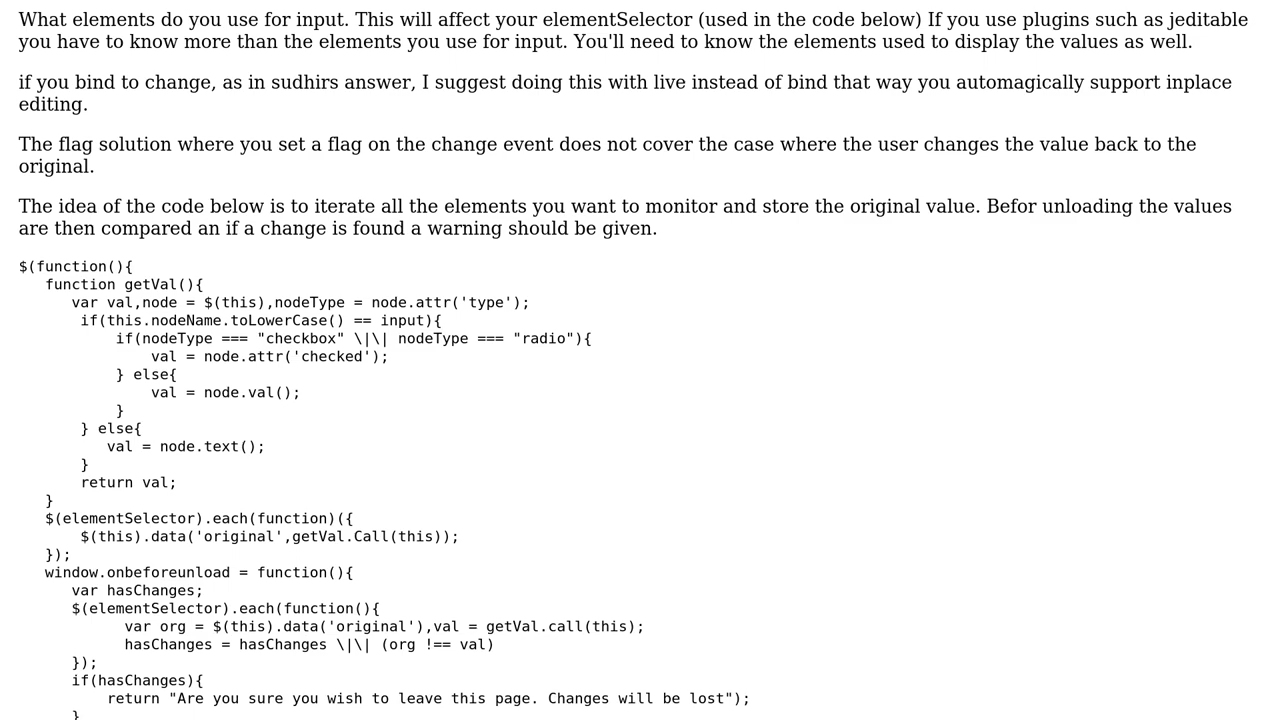 What elements do you use for input. This will affect your elementSelector (used in the code below) If you use plugins such as jeditable
you have to know more than the elements you use for input. You'll need to know the elements used to display the values as well.
if you bind to change, as in sudhirs answer, I suggest doing this with live instead of bind that way you automagically support inplace
editing.
The flag solution where you set a flag on the change event does not cover the case where the user changes the value back to the
original.
The idea of the code below is to iterate all the elements you want to monitor and store the original value. Befor unloading the values
are then compared an if a change is found a warning should be given.
$(function(){
   function getVal(){
      var val,node = $(this),nodeType = node.attr('type');
       if(this.nodeName.toLowerCase() == input){
           if(nodeType === "checkbox" \|\| nodeType === "radio"){
               val = node.attr('checked');
           } else{
               val = node.val();
           }
       } else{
          val = node.text();
       }
       return val;
   }
   $(elementSelector).each(function)({
       $(this).data('original',getVal.Call(this));
   });
   window.onbeforeunload = function(){
      var hasChanges;
      $(elementSelector).each(function(){
            var org = $(this).data('original'),val = getVal.call(this);
            hasChanges = hasChanges \|\| (org !== val)
      });
      if(hasChanges){
          return "Are you sure you wish to leave this page. Changes will be lost");
      }